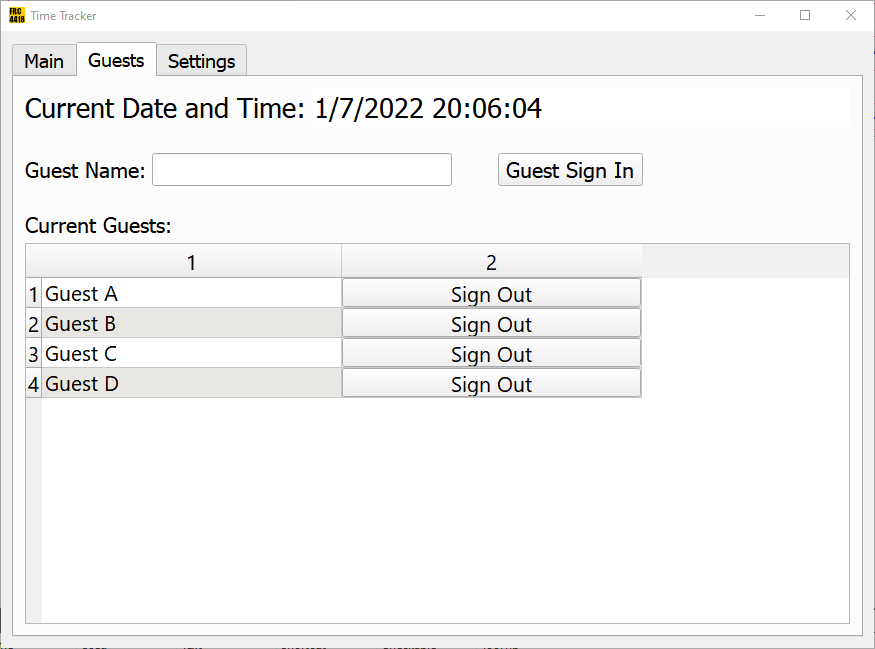 FRC 4418 Time Tracker
Main Guests Settings
Current Date and Time: 1/7/2022 20:06:04
Guest Name: Guest Sign In
Current Guests:
1 2
1 Guest A Sign Out
2 Guest B Sign Out
3 Guest C Sign Out
4 Guest D Sign Out